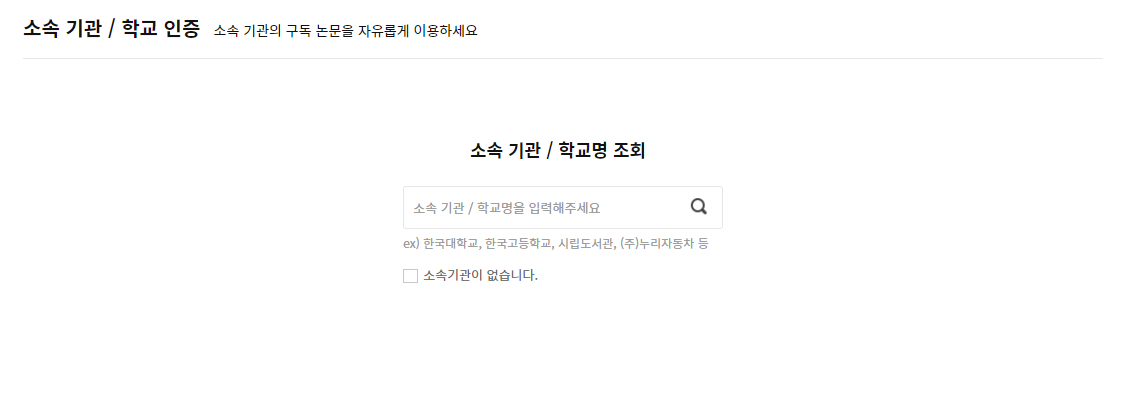 소속 기관 / 학교 인증 소속 기관의 구독 논문을 자유롭게 이용하세요
소속 기관 / 학교명 조회
소속 기관 / 학교명을 입력해주세요
ex) 한국대학교, 한국고등학교, 시립도서관, (주)누리자동차 등
소속기관이 없습니다.